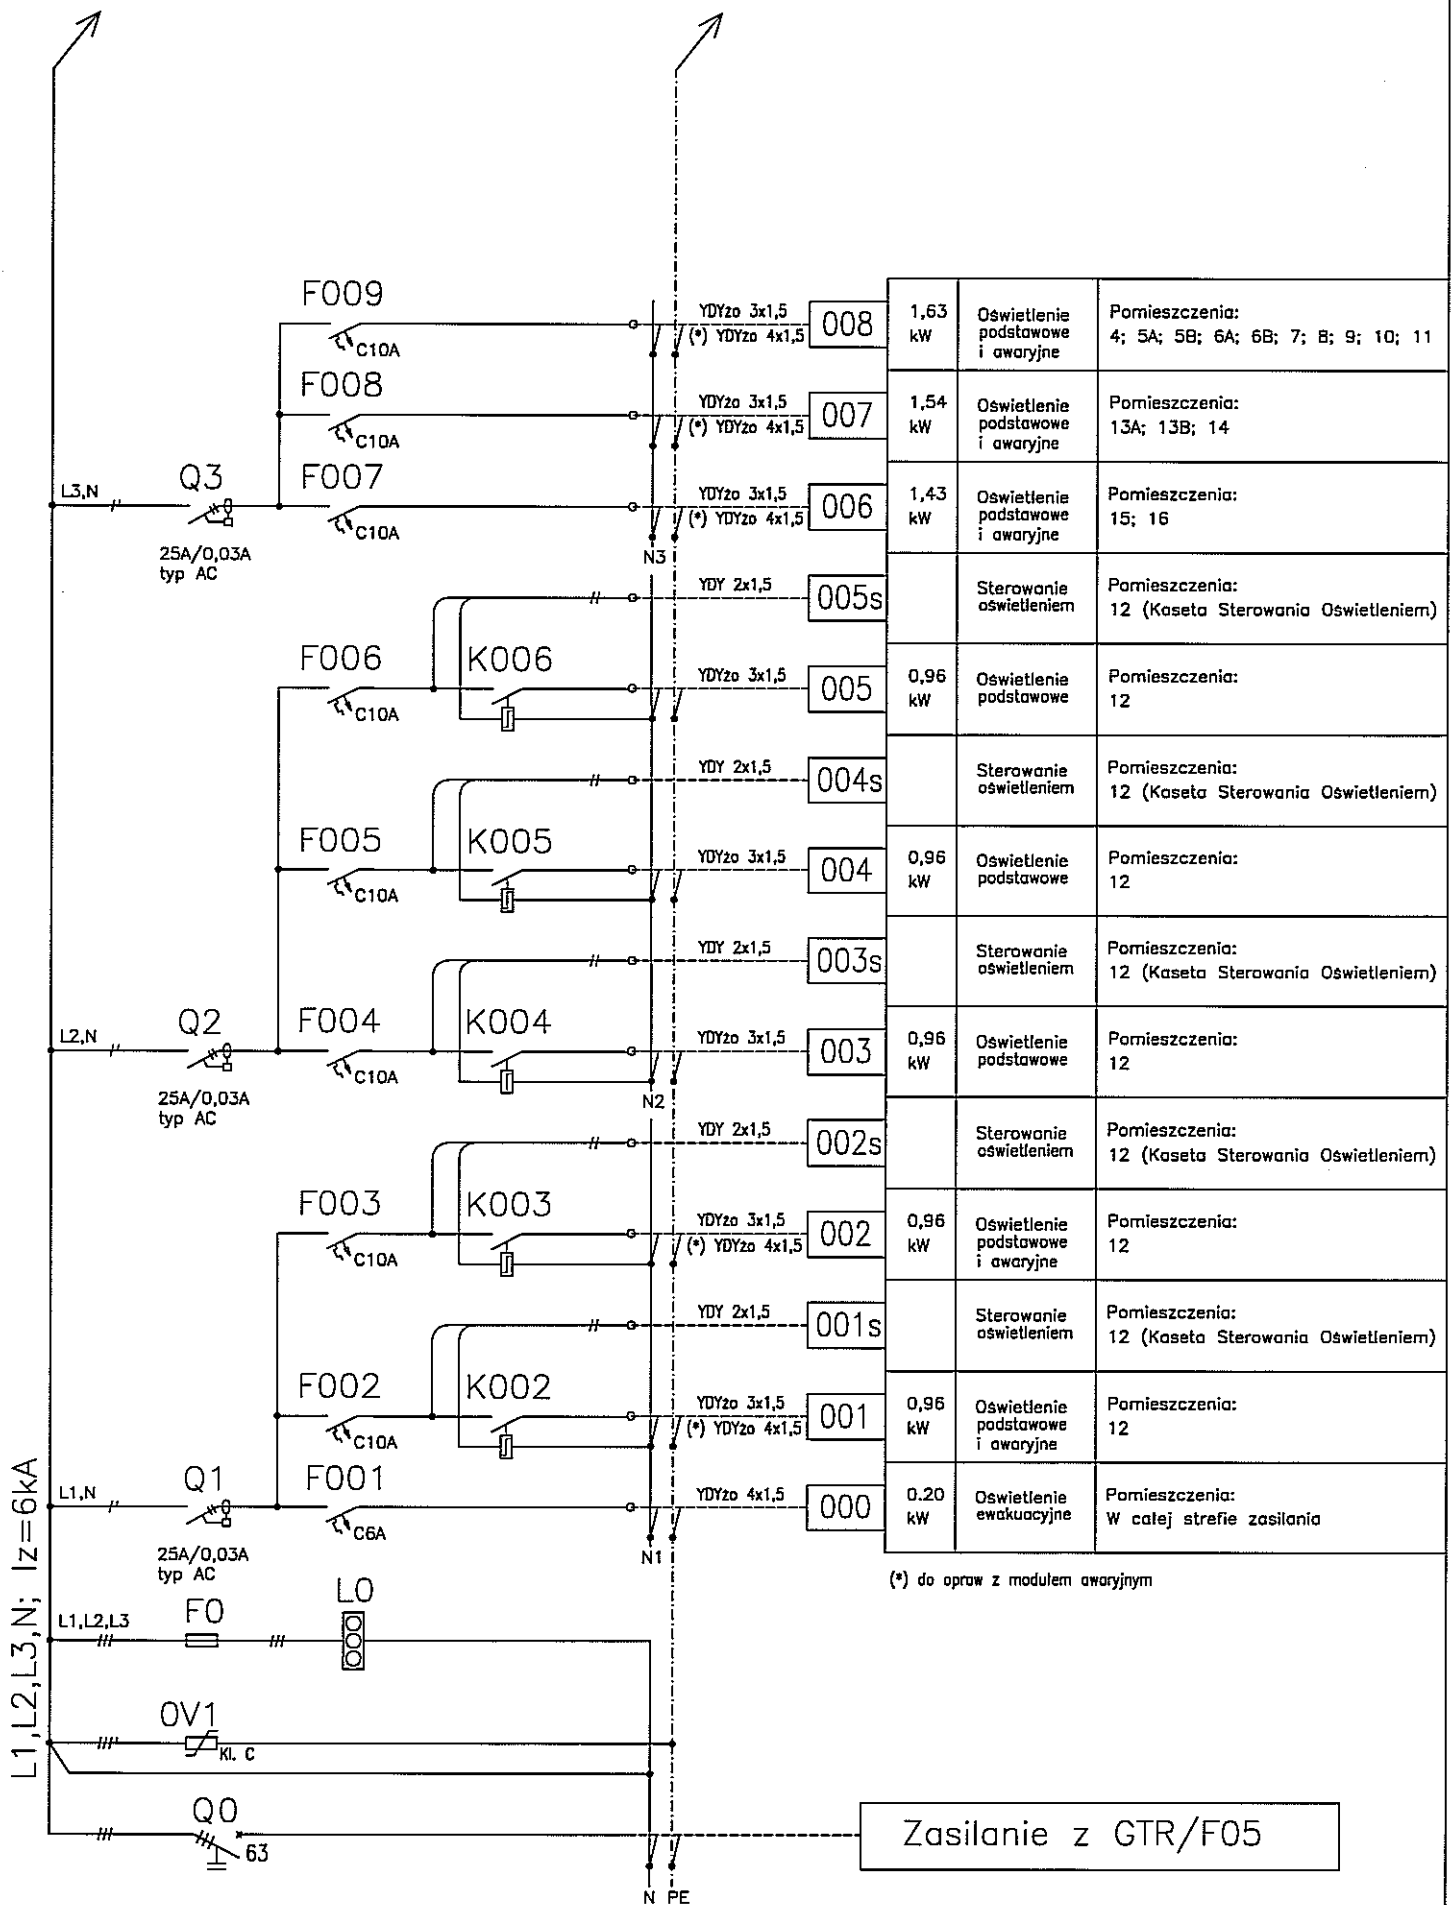 F009
C10A
YDYżo 3x1,5
(*) YDYżo 4x1,5
008
1,63
kW
Oświetlenie
podstawowe
i awaryjne
Pomieszczenia:
4; 5A; 5B; 6A; 6B; 7; 8; 9; 10; 11
F008
C10A
YDYżo 3x1,5
(*) YDYżo 4x1,5
007
1,54
kW
Oświetlenie
podstawowe
i awaryjne
Pomieszczenia:
13A; 13B; 14
L3,N
Q3
25A/0,03A
typ AC
F007
C10A
YDYżo 3x1,5
(*) YDYżo 4x1,5
N3
006
1,43
kW
Oświetlenie
podstawowe
i awaryjne
Pomieszczenia:
15; 16
YDY 2x1,5
005s
Sterowanie
oświetleniem
Pomieszczenia:
12 (Kaseta Sterowania Oświetleniem)
F006
C10A
K006
YDYżo 3x1,5
005
0,96
kW
Oświetlenie
podstawowe
Pomieszczenia:
12
YDY 2x1,5
004s
Sterowanie
oświetleniem
Pomieszczenia:
12 (Kaseta Sterowania Oświetleniem)
F005
C10A
K005
YDYżo 3x1,5
004
0,96
kW
Oświetlenie
podstawowe
Pomieszczenia:
12
YDY 2x1,5
003s
Sterowanie
oświetleniem
Pomieszczenia:
12 (Kaseta Sterowania Oświetleniem)
L2,N
Q2
25A/0,03A
typ AC
F004
C10A
K004
YDYżo 3x1,5
N2
003
0,96
kW
Oświetlenie
podstawowe
Pomieszczenia:
12
YDY 2x1,5
002s
Sterowanie
oświetleniem
Pomieszczenia:
12 (Kaseta Sterowania Oświetleniem)
F003
C10A
K003
YDYżo 3x1,5
(*) YDYżo 4x1,5
002
0,96
kW
Oświetlenie
podstawowe
i awaryjne
Pomieszczenia:
12
YDY 2x1,5
001s
Sterowanie
oświetleniem
Pomieszczenia:
12 (Kaseta Sterowania Oświetleniem)
F002
C10A
K002
YDYżo 3x1,5
(*) YDYżo 4x1,5
001
0,96
kW
Oświetlenie
podstawowe
i awaryjne
Pomieszczenia:
12
L1,N
Q1
25A/0,03A
typ AC
F001
C6A
YDYżo 4x1,5
N1
000
0.20
kW
Oświetlenie
ewakuacyjne
Pomieszczenia:
W całej strefie zasilania
(*) do opraw z modułem awaryjnym
L1,L2,L3,N; Iz=6kA
L1,L2,L3
F0
L0
OV1
Kl. C
Q0
63
N PE
Zasilanie z GTR/F05